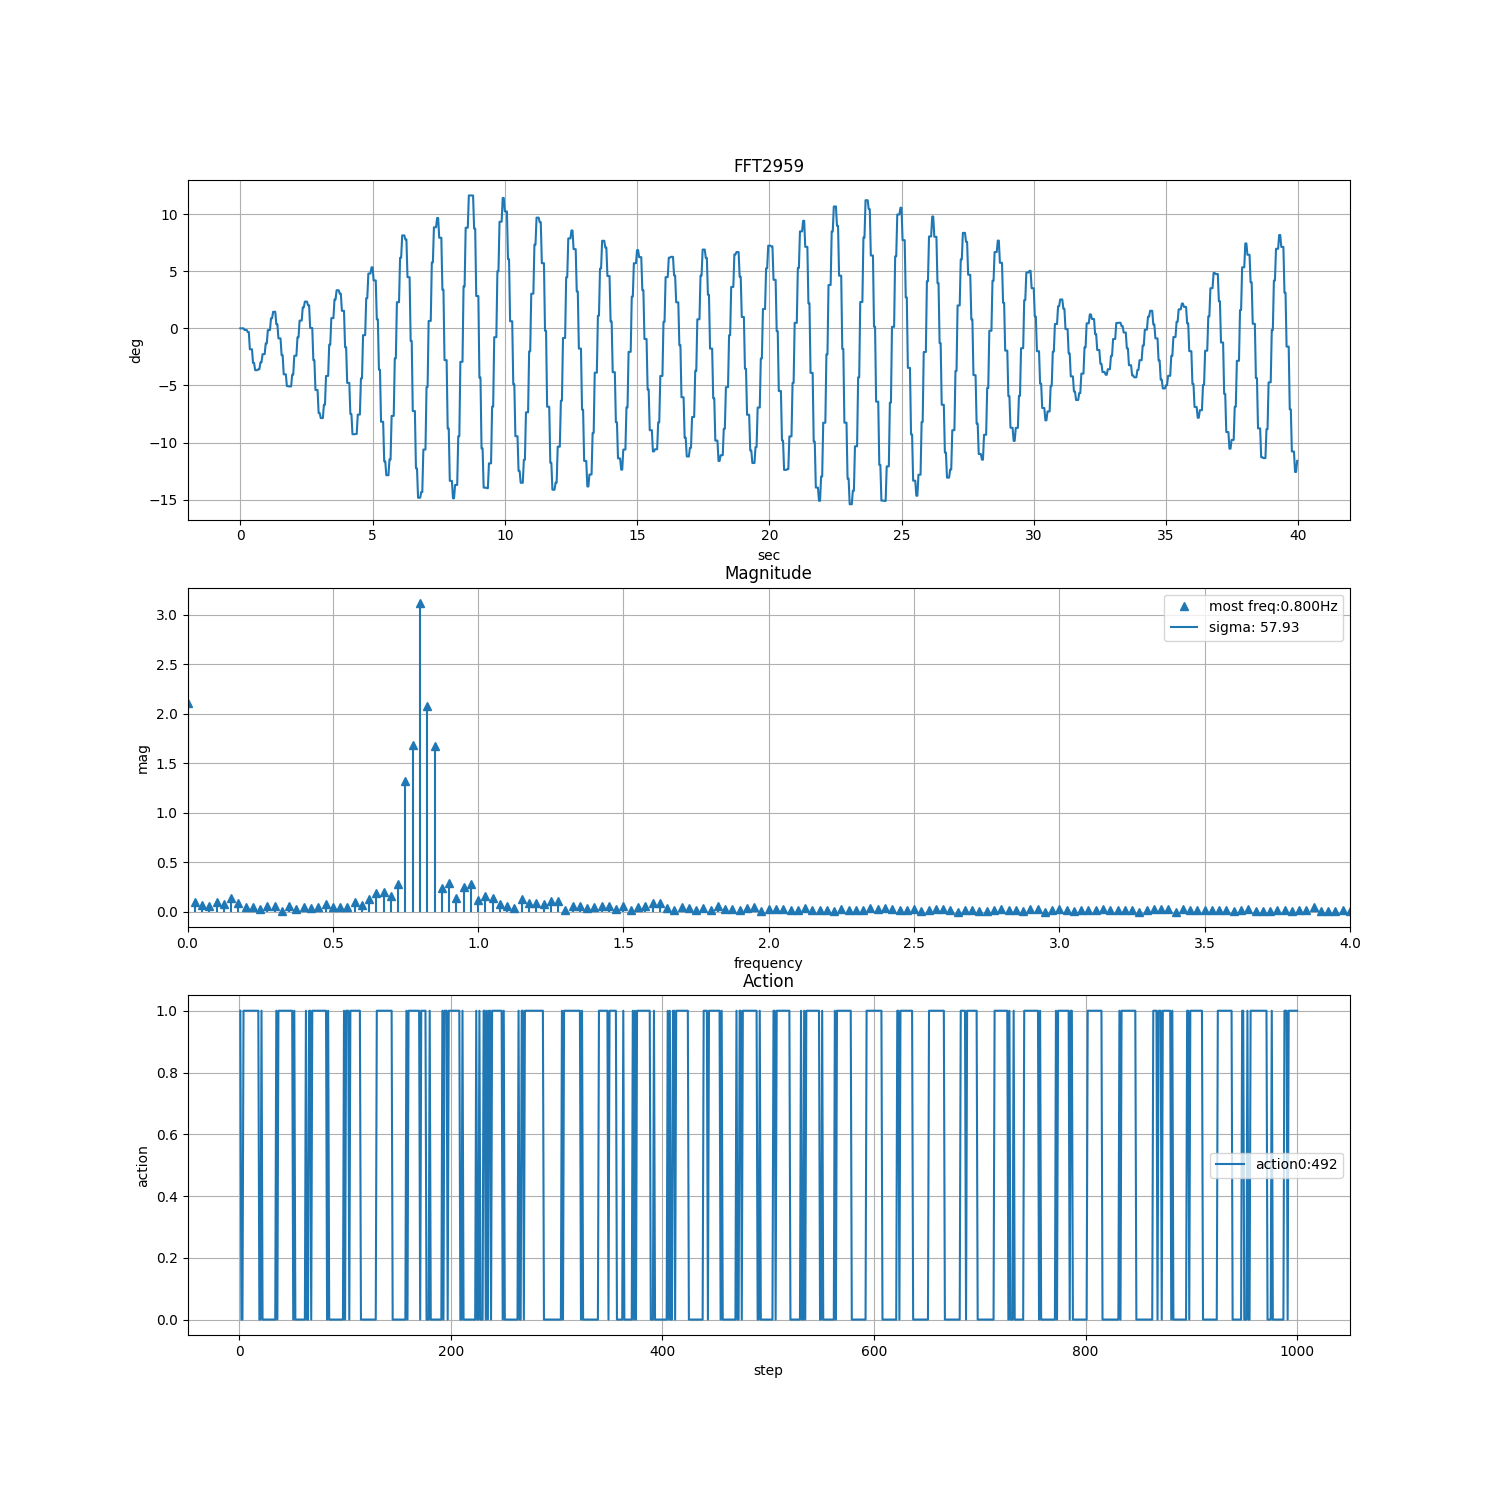 FFT2959
10
5
0
−5
−10
−15
deg
0 5 10 15 20 25 30 35 40
sec
Magnitude
3.0
2.5
2.0
1.5
1.0
0.5
0.0
mag
most freq:0.800Hz
sigma: 57.93
0.0 0.5 1.0 1.5 2.0 2.5 3.0 3.5 4.0
frequency
Action
1.0
0.8
0.6
0.4
0.2
0.0
action
action0:492
0 200 400 600 800 1000
step